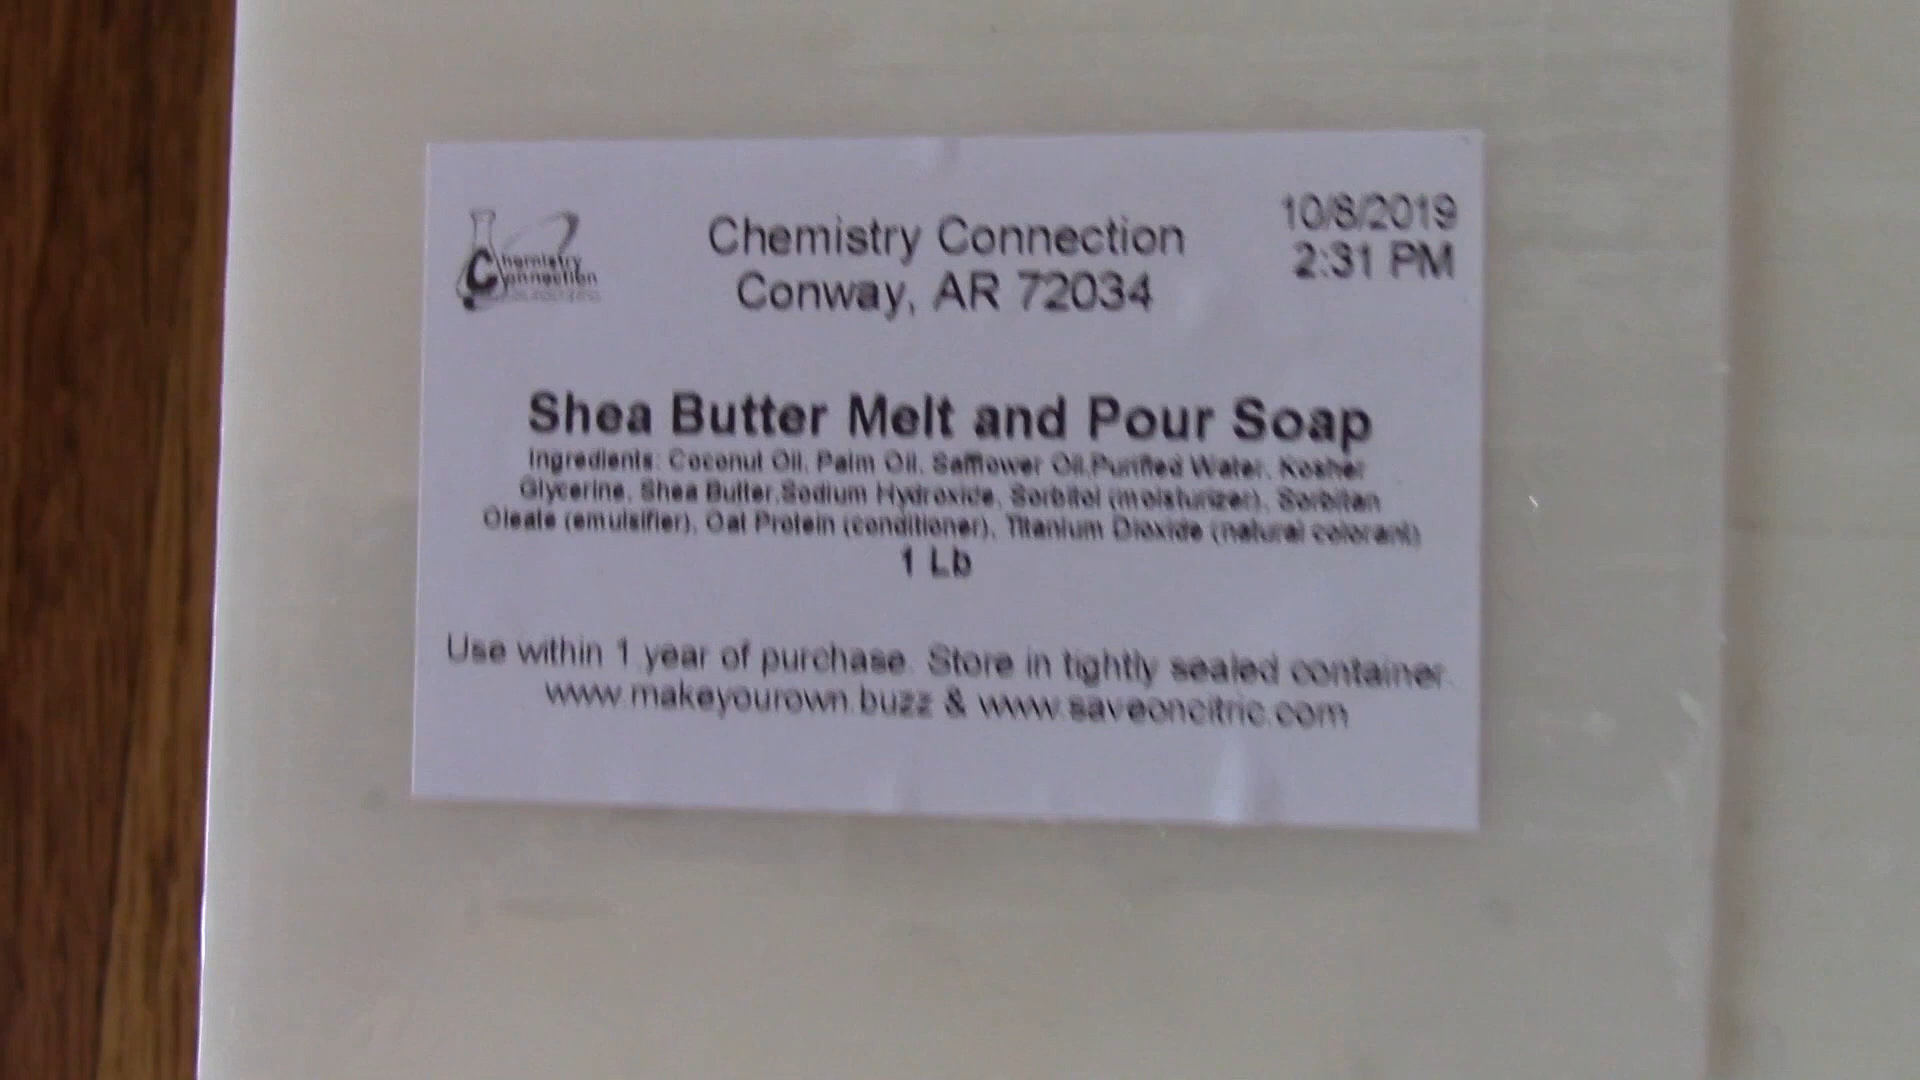 Chemistry Connection
Chemistry Connection
Conway, AR 72034
10/8/2019
2:31 PM
Shea Butter Melt and Pour Soap
Ingredients: Coconut Oil, Palm Oil, Safflower Oil,Purified Water, Kosher
Glycerine, Shea Butter,Sodium Hydroxide, Sorbitol (moisturizer), Sorbitan
Oleate (emulsifier), Oat Protein (conditioner), Titanium Dioxide (natural colorant)
1 Lb
Use within 1 year of purchase. Store in tightly sealed container.
www.makeyourown.buzz & www.saveoncitric.com